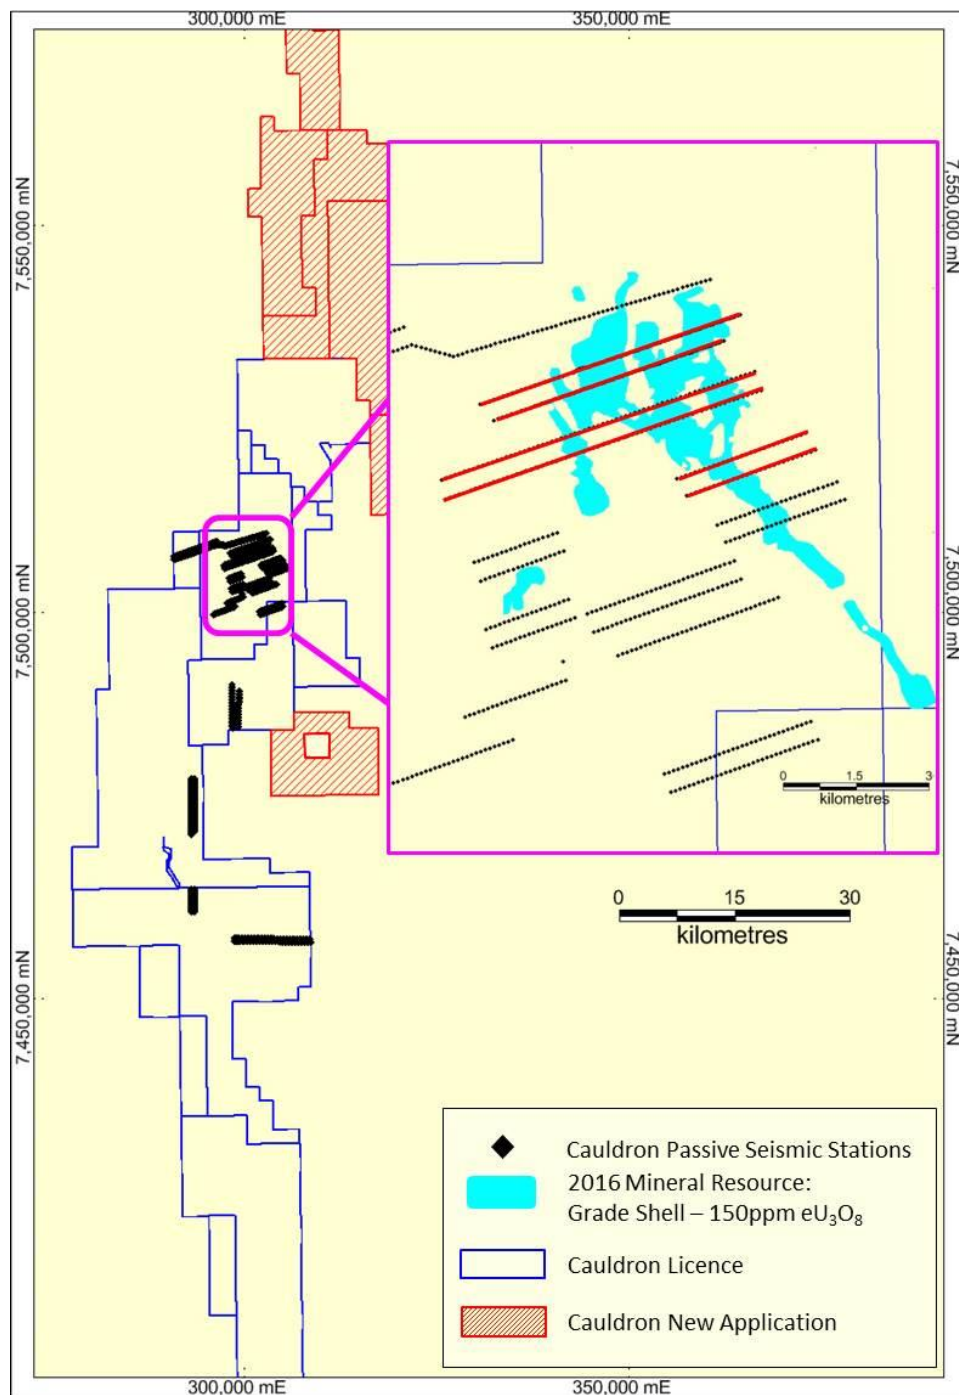 300,000 mE
350,000 mE
7,550,000 mN
7,550,000 mN
7,500,000 mN
7,500,000 mN
0 1.5 3
kilometres
0 15 30
kilometres
7,450,000 mN
7,450,000 mN
Cauldron Passive Seismic Stations
2016 Mineral Resource:
Grade Shell – 150ppm eU₃O₈
Cauldron Licence
Cauldron New Application
300,000 mE
350,000 mE